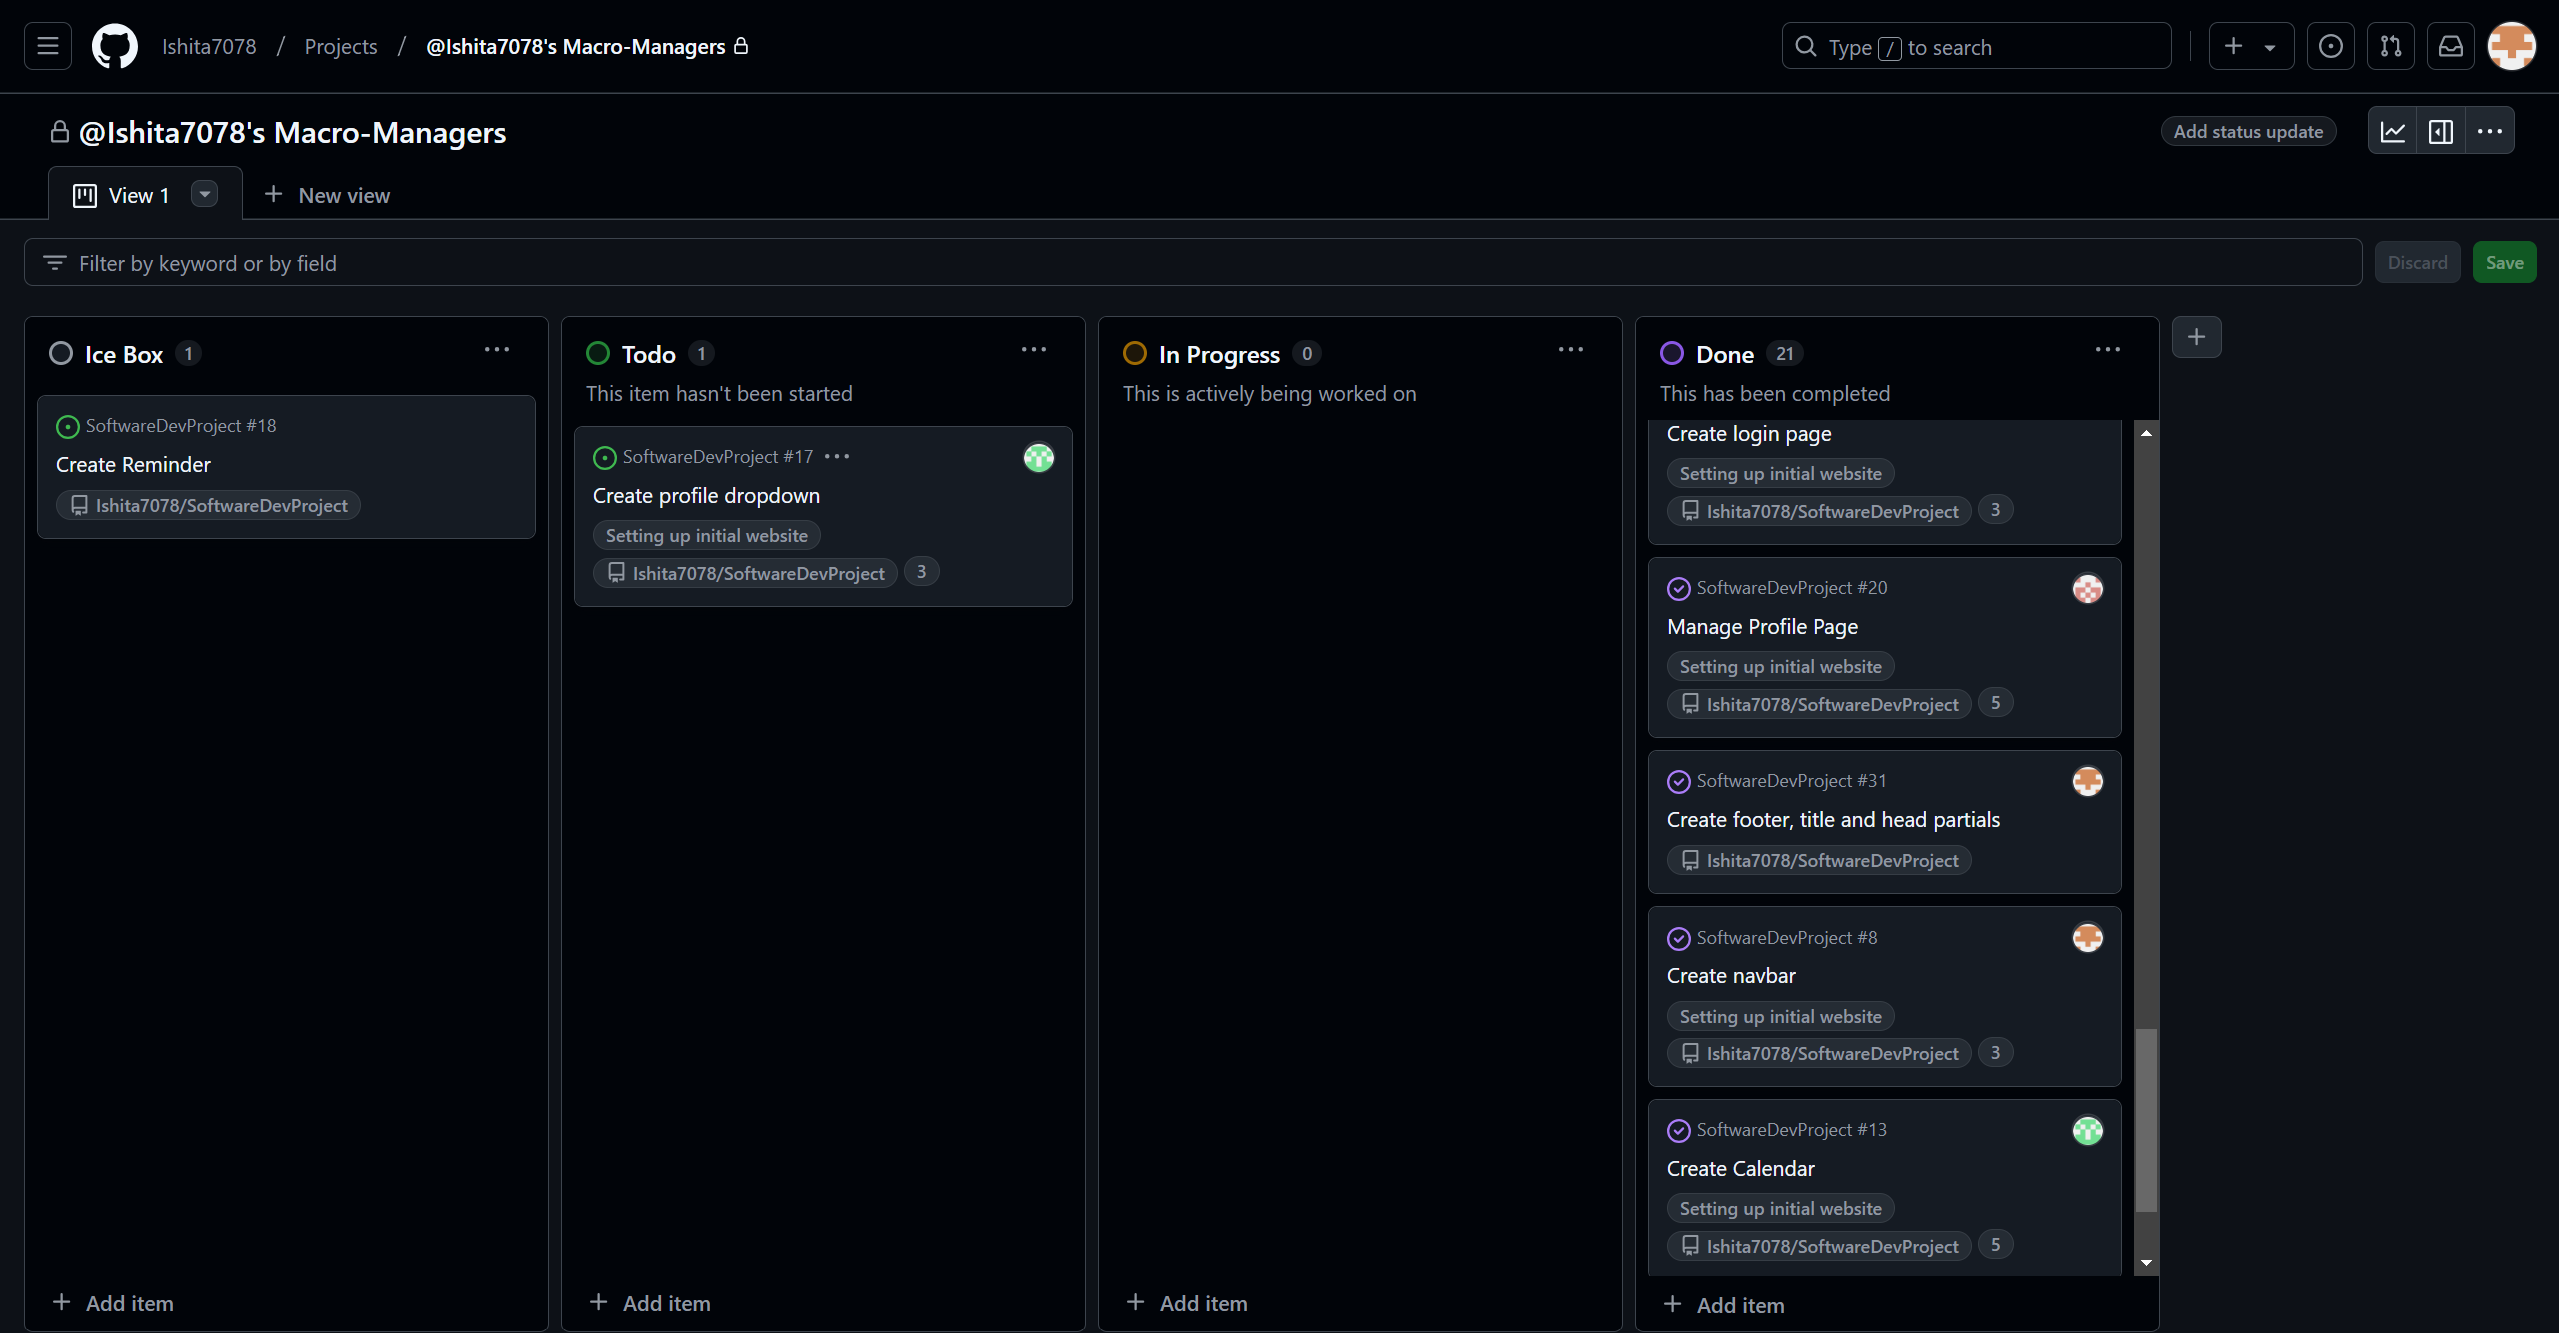 Ishita7078 / Projects / @Ishita7078's Macro-Managers
Type / to search
@Ishita7078's Macro-Managers
Add status update
View 1
New view
Filter by keyword or by field
Discard
Save
Ice Box 1
SoftwareDevProject #18
Create Reminder
Ishita7078/SoftwareDevProject
Add item
Todo 1
This item hasn't been started
SoftwareDevProject #17
Create profile dropdown
Setting up initial website
Ishita7078/SoftwareDevProject 3
Add item
In Progress 0
This is actively being worked on
Add item
Done 21
This has been completed
Create login page
Setting up initial website
Ishita7078/SoftwareDevProject 3
SoftwareDevProject #20
Manage Profile Page
Setting up initial website
Ishita7078/SoftwareDevProject 5
SoftwareDevProject #31
Create footer, title and head partials
Ishita7078/SoftwareDevProject
SoftwareDevProject #8
Create navbar
Setting up initial website
Ishita7078/SoftwareDevProject 3
SoftwareDevProject #13
Create Calendar
Setting up initial website
Ishita7078/SoftwareDevProject 5
Add item